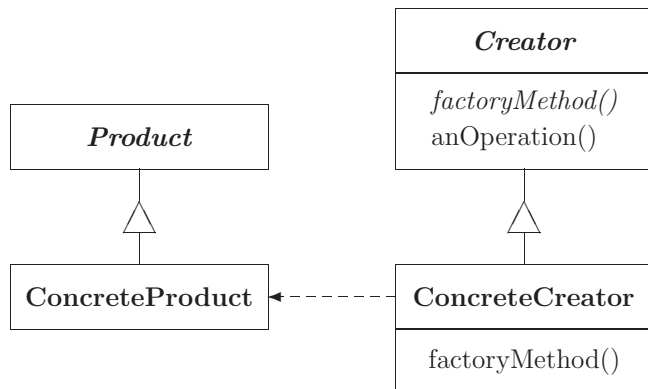 Creator
factoryMethod()
anOperation()
Product
ConcreteProduct
ConcreteCreator
factoryMethod()